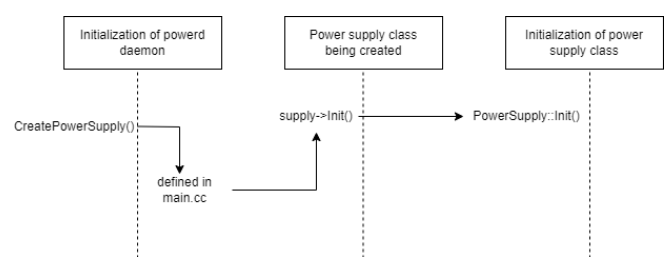 Initialization of powerd
daemon
Power supply class
being created
Initialization of power
supply class
CreatePowerSupply()
defined in
main.cc
supply->Init()
PowerSupply::Init()